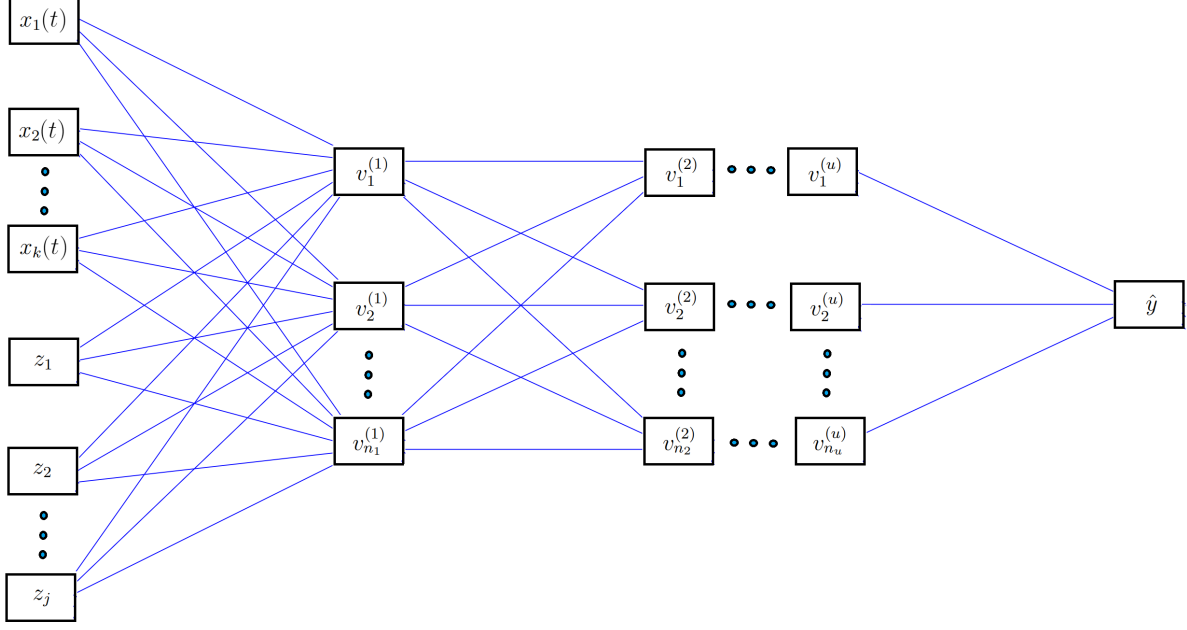 x_1(t)
x_2(t)
x_k(t)
z_1
z_2
z_j
v_1^{(1)}
v_2^{(1)}
v_{n_1}^{(1)}
v_1^{(2)}
v_2^{(2)}
v_{n_2}^{(2)}
v_1^{(u)}
v_2^{(u)}
v_{n_u}^{(u)}
ŷ